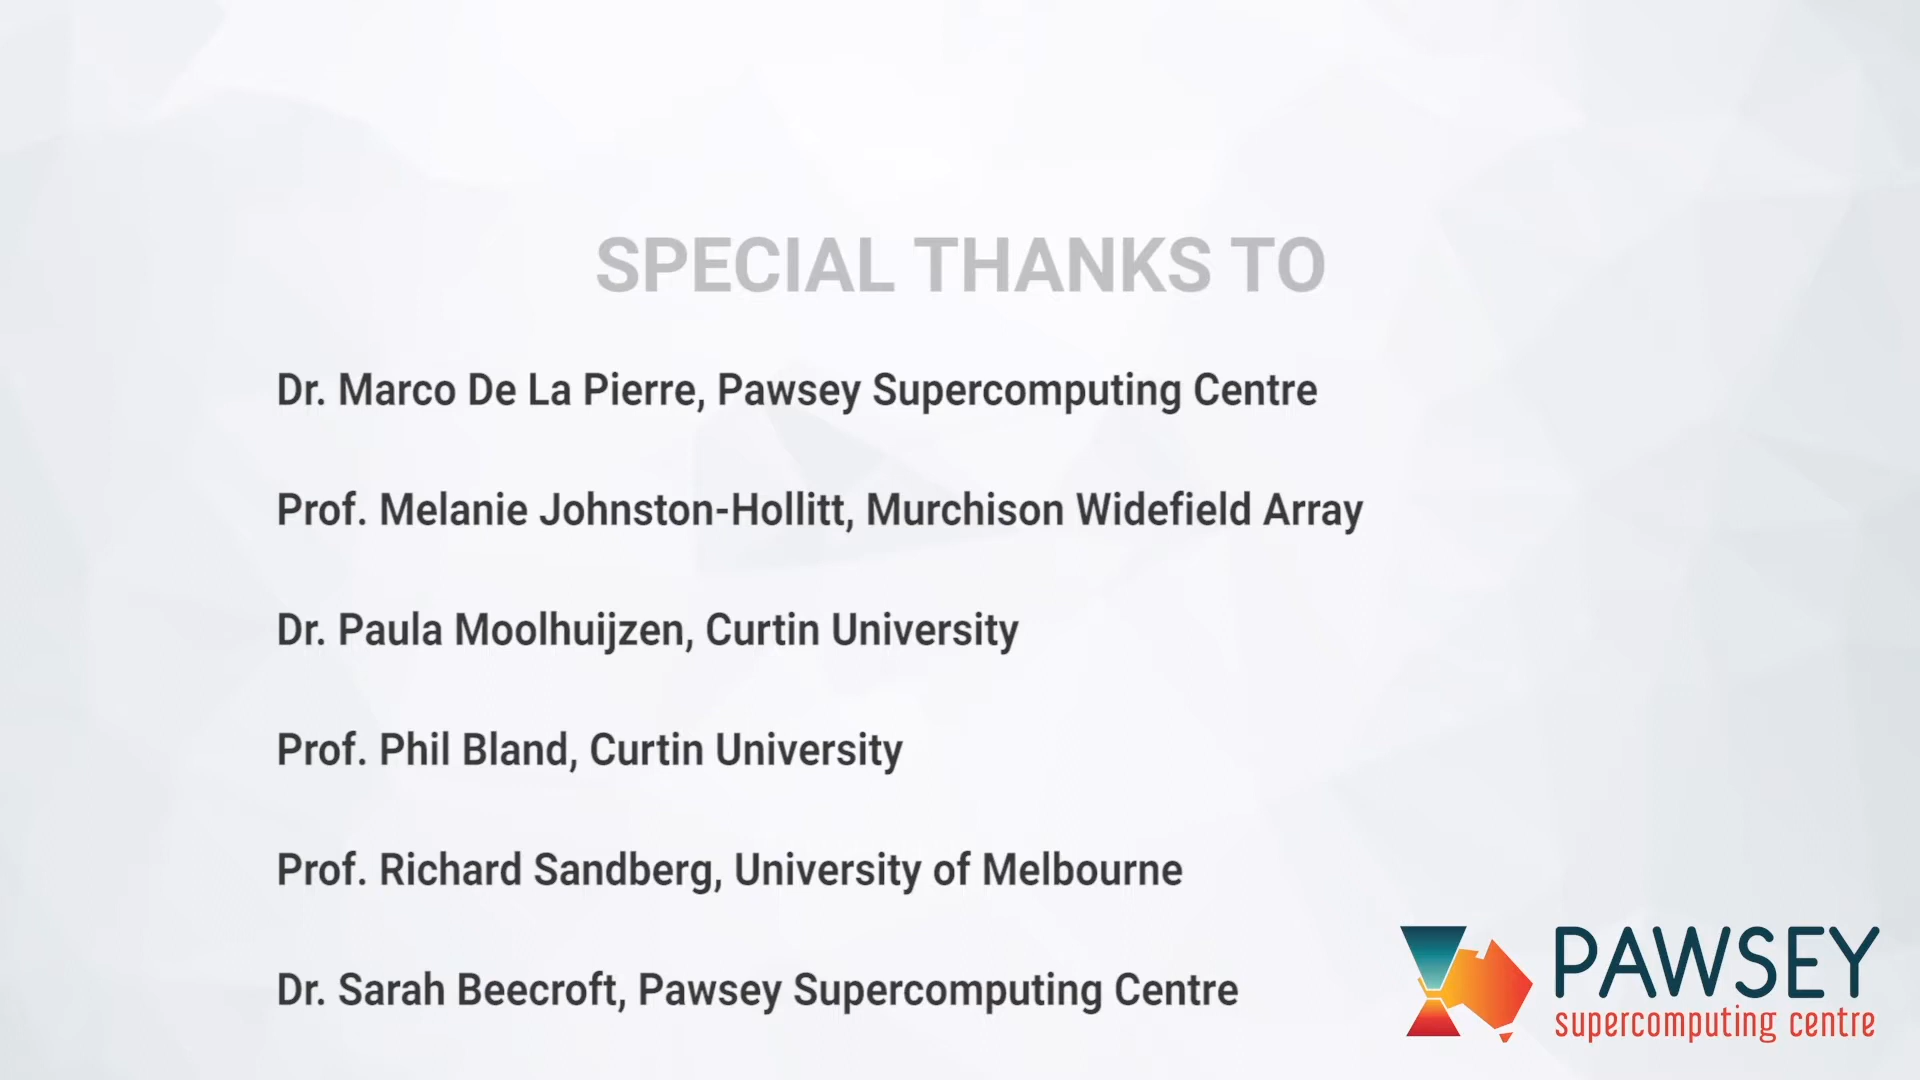 SPECIAL THANKS TO
Dr. Marco De La Pierre, Pawsey Supercomputing Centre
Prof. Melanie Johnston-Hollitt, Murchison Widefield Array
Dr. Paula Moolhuijzen, Curtin University
Prof. Phil Bland, Curtin University
Prof. Richard Sandberg, University of Melbourne
Dr. Sarah Beecroft, Pawsey Supercomputing Centre
PAWSEY
supercomputing centre